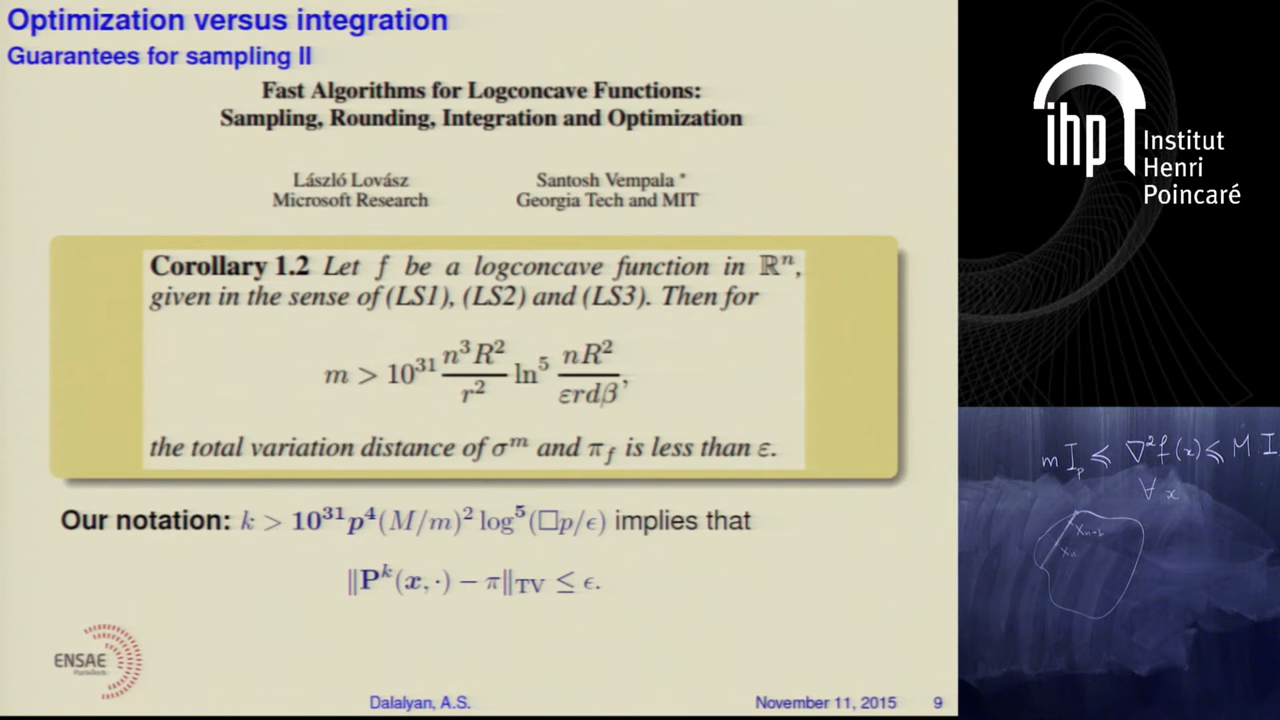 Optimization versus integration
Guarantees for sampling II
Fast Algorithms for Logconcave Functions:
Sampling, Rounding, Integration and Optimization
László Lovász
Microsoft Research
Santosh Vempala *
Georgia Tech and MIT
Corollary 1.2 Let f be a logconcave function in ℝⁿ,
given in the sense of (LS1), (LS2) and (LS3). Then for
m > 10³¹ n³R²/r² ln⁵ nR²/εrdβ,
the total variation distance of σᵐ and π_f is less than ε.
Our notation: k > 10³¹p⁴(M/m)² log⁵(□p/ϵ) implies that
‖Pᵏ(x, ·) − π‖_TV ≤ ϵ.
ENSAE
ParisTech
Dalalyan, A.S.
November 11, 2015
9
ihp
Institut
Henri
Poincaré
m I_p ≤ ∇²f(x) ≤ M I
∀ x
x_n